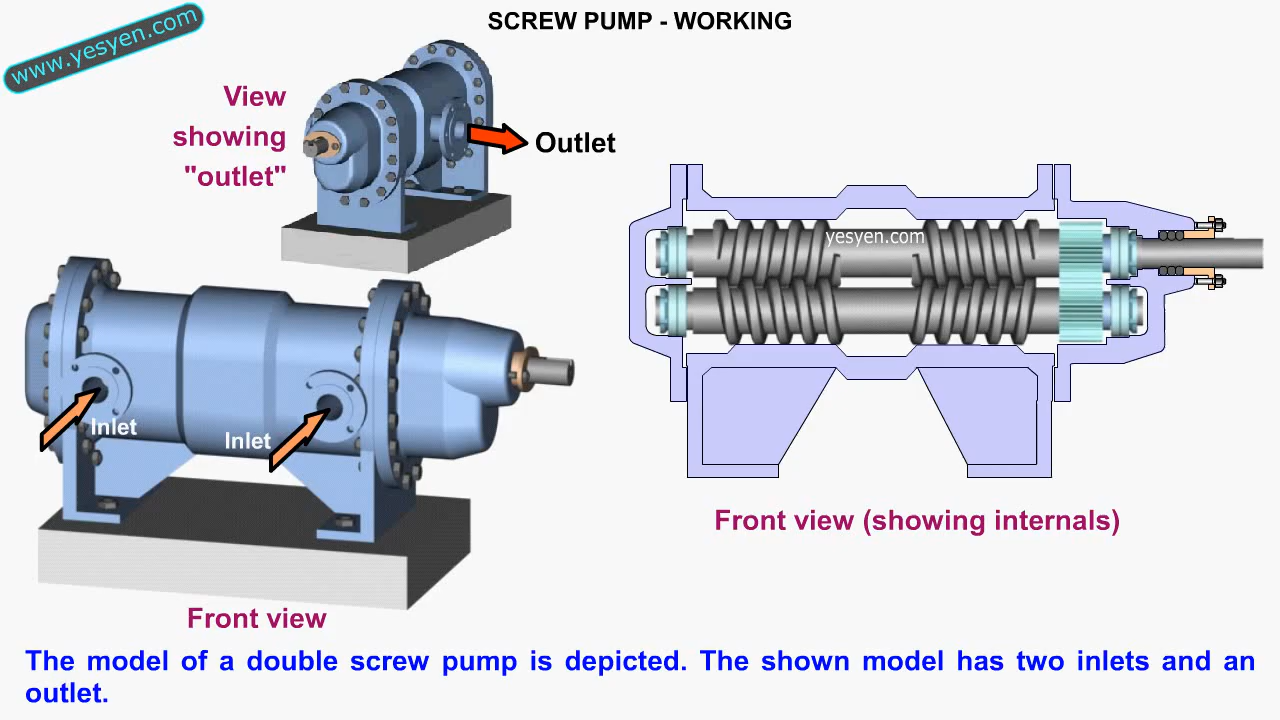 SCREW PUMP - WORKING
www.yesyen.com
View
showing
"outlet"
Outlet
yesyen.com
Inlet
Inlet
Front view (showing internals)
Front view
The model of a double screw pump is depicted. The shown model has two inlets and an
outlet.